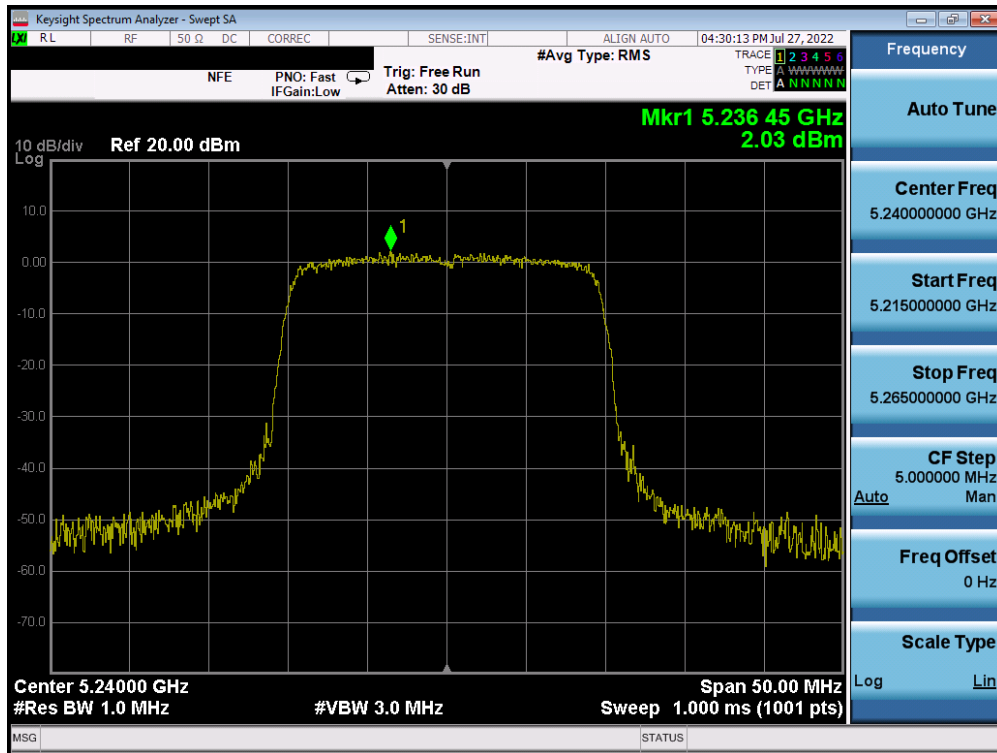 Keysight Spectrum Analyzer - Swept SA
LXI RL RF 50 Ω DC CORREC SENSE:INT ALIGN AUTO 04:30:13 PM Jul 27, 2022
#Avg Type: RMS TRACE 1 2 3 4 5 6
NFE PNO: Fast Trig: Free Run TYPE A WWWWW
IFGain:Low Atten: 30 dB DET A N N N N N
Mkr1 5.236 45 GHz
2.03 dBm
10 dB/div Ref 20.00 dBm
Log
10.0
1
0.00
-10.0
-20.0
-30.0
-40.0
-50.0
-60.0
-70.0
Center 5.24000 GHz Span 50.00 MHz
#Res BW 1.0 MHz #VBW 3.0 MHz Sweep 1.000 ms (1001 pts)
MSG STATUS
Frequency
Auto Tune
Center Freq
5.240000000 GHz
Start Freq
5.215000000 GHz
Stop Freq
5.265000000 GHz
CF Step
5.000000 MHz
Auto Man
Freq Offset
0 Hz
Scale Type
Log Lin